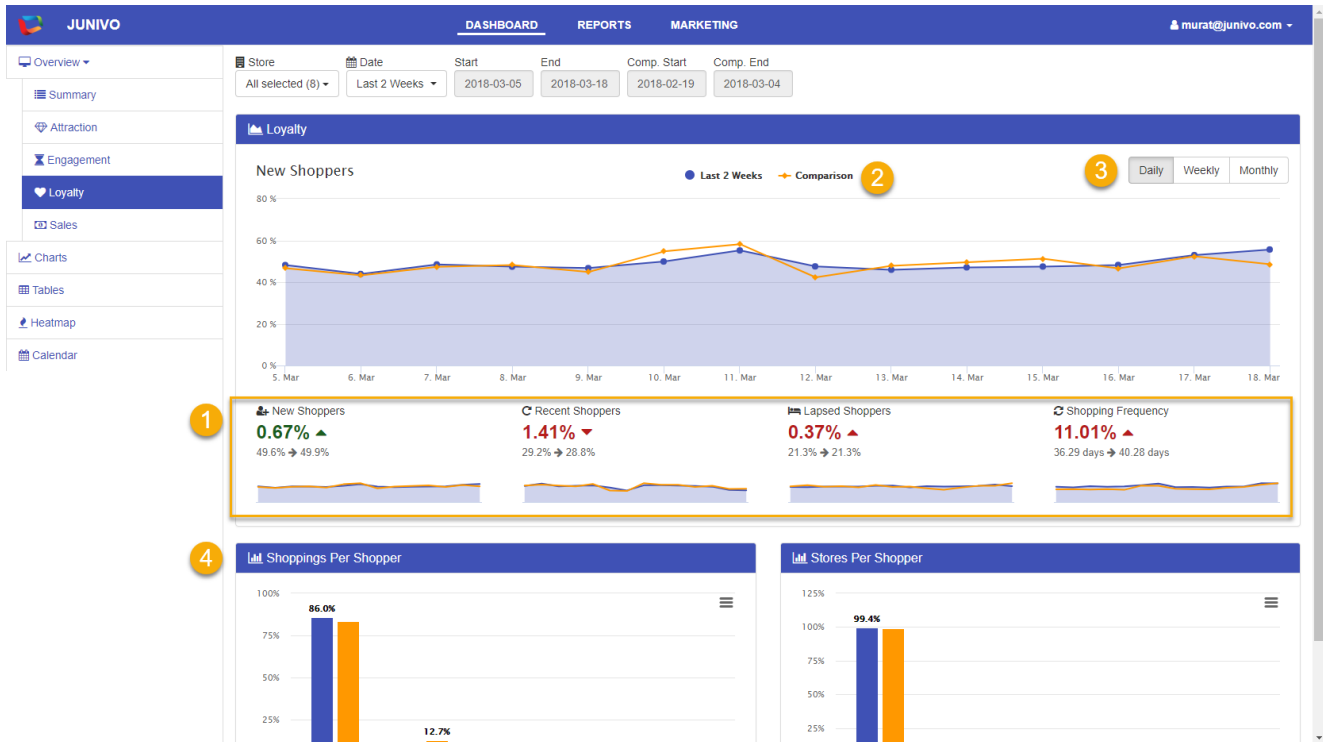 JUNIVO
DASHBOARD REPORTS MARKETING
murat@junivo.com
Overview
Summary
Attraction
Engagement
Loyalty
Sales
Charts
Tables
Heatmap
Calendar
Store Date Start End Comp. Start Comp. End
All selected (8) Last 2 Weeks 2018-03-05 2018-03-18 2018-02-19 2018-03-04
Loyalty
New Shoppers
Last 2 Weeks Comparison 2
3 Daily Weekly Monthly
80 %
60 %
40 %
20 %
0 %
5. Mar 6. Mar 7. Mar 8. Mar 9. Mar 10. Mar 11. Mar 12. Mar 13. Mar 14. Mar 15. Mar 16. Mar 17. Mar 18. Mar
1
New Shoppers Recent Shoppers Lapsed Shoppers Shopping Frequency
0.67% 1.41% 0.37% 11.01%
49.6% → 49.9% 29.2% → 28.8% 21.3% → 21.3% 36.29 days → 40.28 days
4
Shoppings Per Shopper
100%
86.0%
75%
50%
25%
12.7%
Stores Per Shopper
125%
100%
99.4%
75%
50%
25%